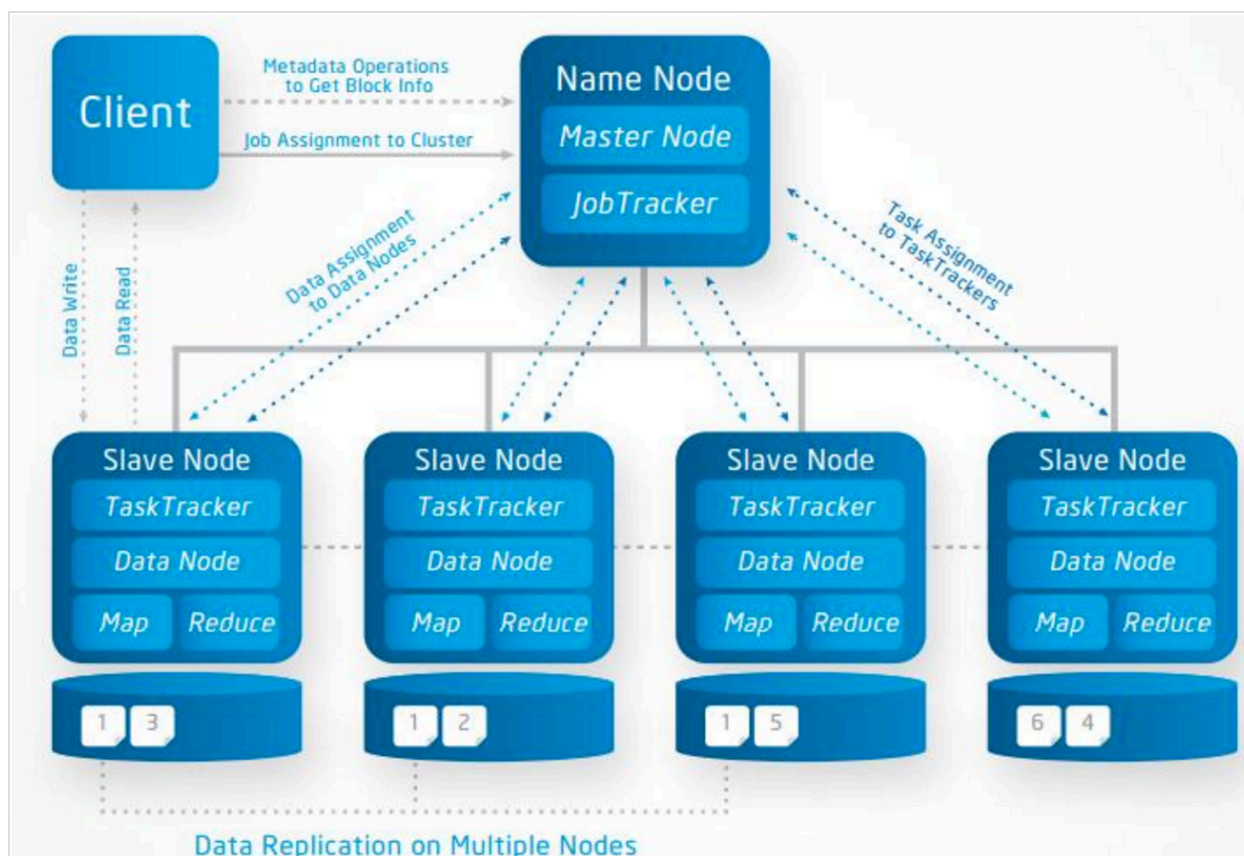 Client
Metadata Operations
to Get Block Info
Job Assignment to Cluster
Name Node
Master Node
JobTracker
Data Write
Data Read
Data Assignment
to Data Nodes
Task Assignment
to TaskTrackers
Slave Node
TaskTracker
Data Node
Map Reduce
1 3
Slave Node
TaskTracker
Data Node
Map Reduce
1 2
Slave Node
TaskTracker
Data Node
Map Reduce
1 5
Slave Node
TaskTracker
Data Node
Map Reduce
6 4
Data Replication on Multiple Nodes